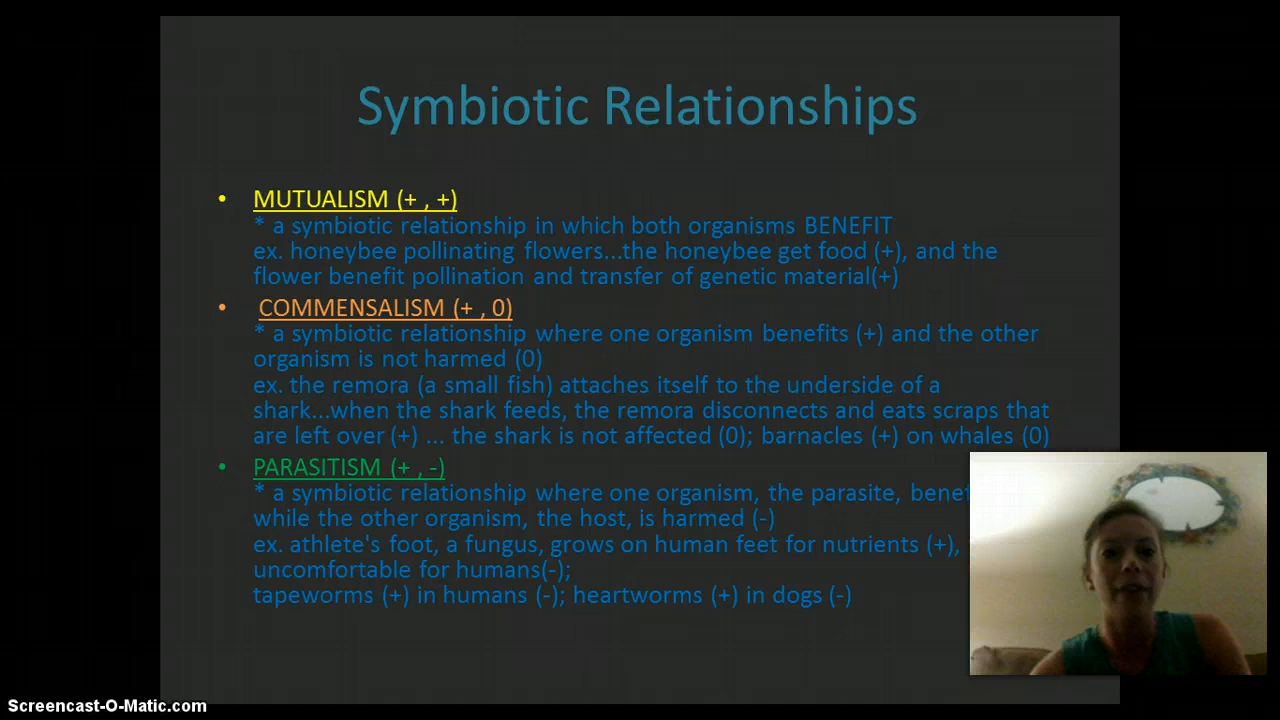 Symbiotic Relationships
• MUTUALISM (+ , +)
* a symbiotic relationship in which both organisms BENEFIT
ex. honeybee pollinating flowers...the honeybee get food (+), and the
flower benefit pollination and transfer of genetic material(+)
• COMMENSALISM (+ , 0)
* a symbiotic relationship where one organism benefits (+) and the other
organism is not harmed (0)
ex. the remora (a small fish) attaches itself to the underside of a
shark...when the shark feeds, the remora disconnects and eats scraps that
are left over (+) ... the shark is not affected (0); barnacles (+) on whales (0)
• PARASITISM (+ , -)
* a symbiotic relationship where one organism, the parasite,
while the other organism, the host, is harmed (-)
ex. athlete's foot, a fungus, grows on human feet for nutrients (+),
uncomfortable for humans(-);
tapeworms (+) in humans (-); heartworms (+) in dogs (-)
Screencast-O-Matic.com